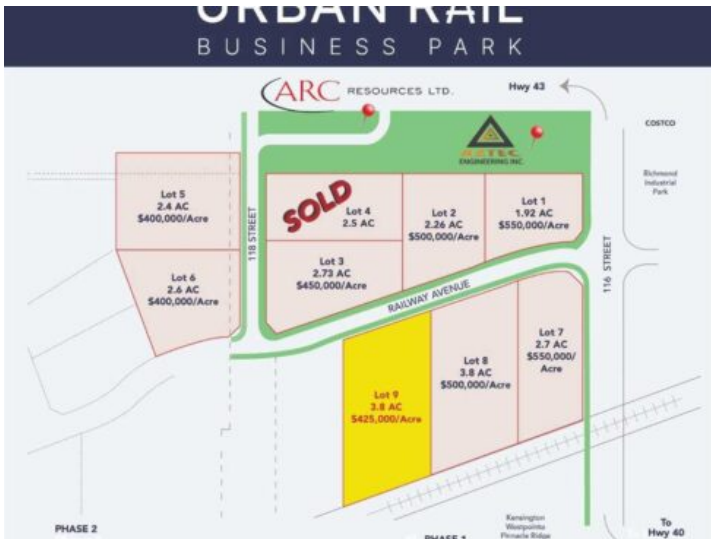 URBAN RAIL
BUSINESS PARK
ARC RESOURCES LTD.
Hwy 43
COSTCO
AZTEC
ENGINEERING INC.
Richmond
Industrial
Park
Lot 5
2.4 AC
$400,000/Acre
SOLD
Lot 4
2.5 AC
Lot 2
2.26 AC
$500,000/Acre
Lot 1
1.92 AC
$550,000/Acre
118 STREET
Lot 6
2.6 AC
$400,000/Acre
Lot 3
2.73 AC
$450,000/Acre
RAILWAY AVENUE
116 STREET
Lot 9
3.8 AC
$425,000/Acre
Lot 8
3.8 AC
$500,000/Acre
Lot 7
2.7 AC
$550,000/
Acre
PHASE 2
PHASE 1
Kensington
Westpointe
Pinnacle Ridge
To
Hwy 40